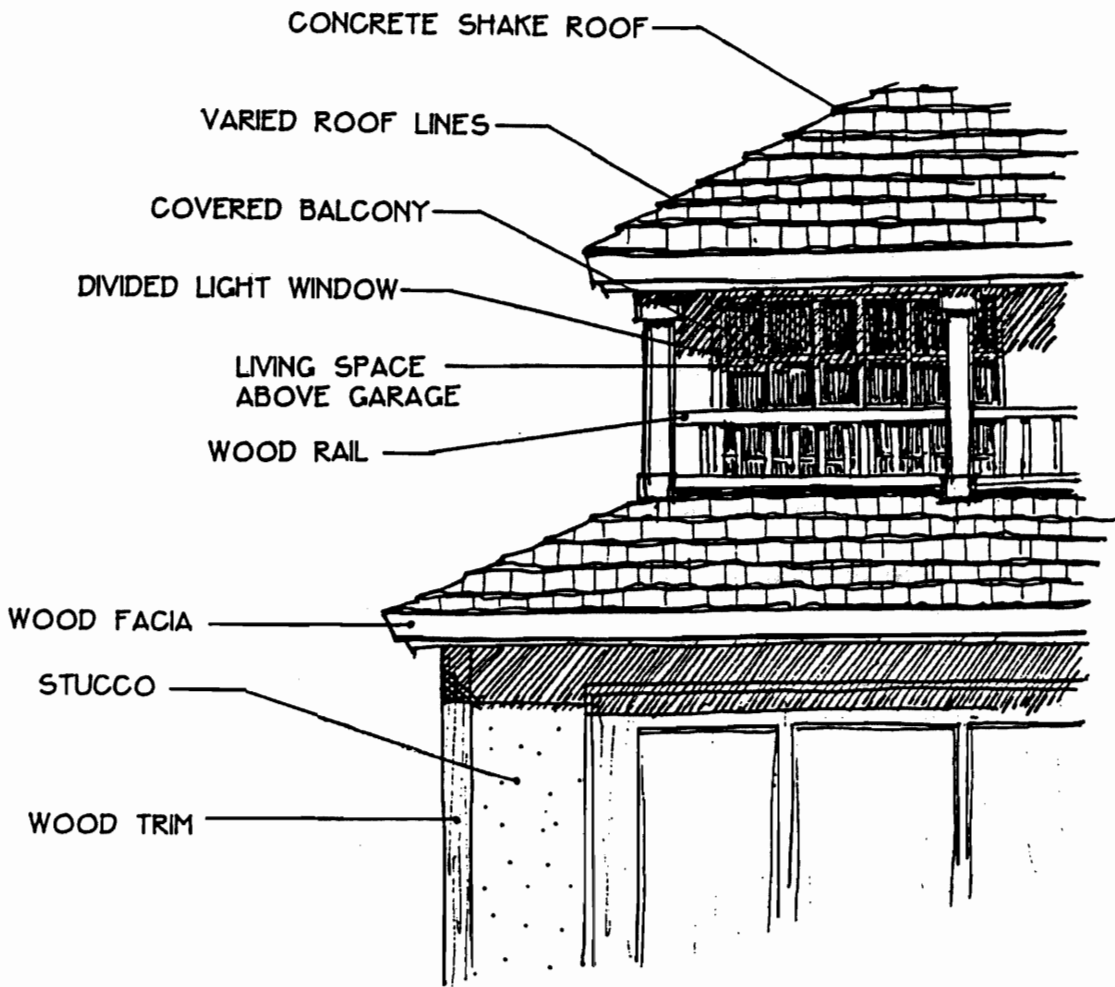 CONCRETE SHAKE ROOF
VARIED ROOF LINES
COVERED BALCONY
DIVIDED LIGHT WINDOW
LIVING SPACE
ABOVE GARAGE
WOOD RAIL
WOOD FACIA
STUCCO
WOOD TRIM